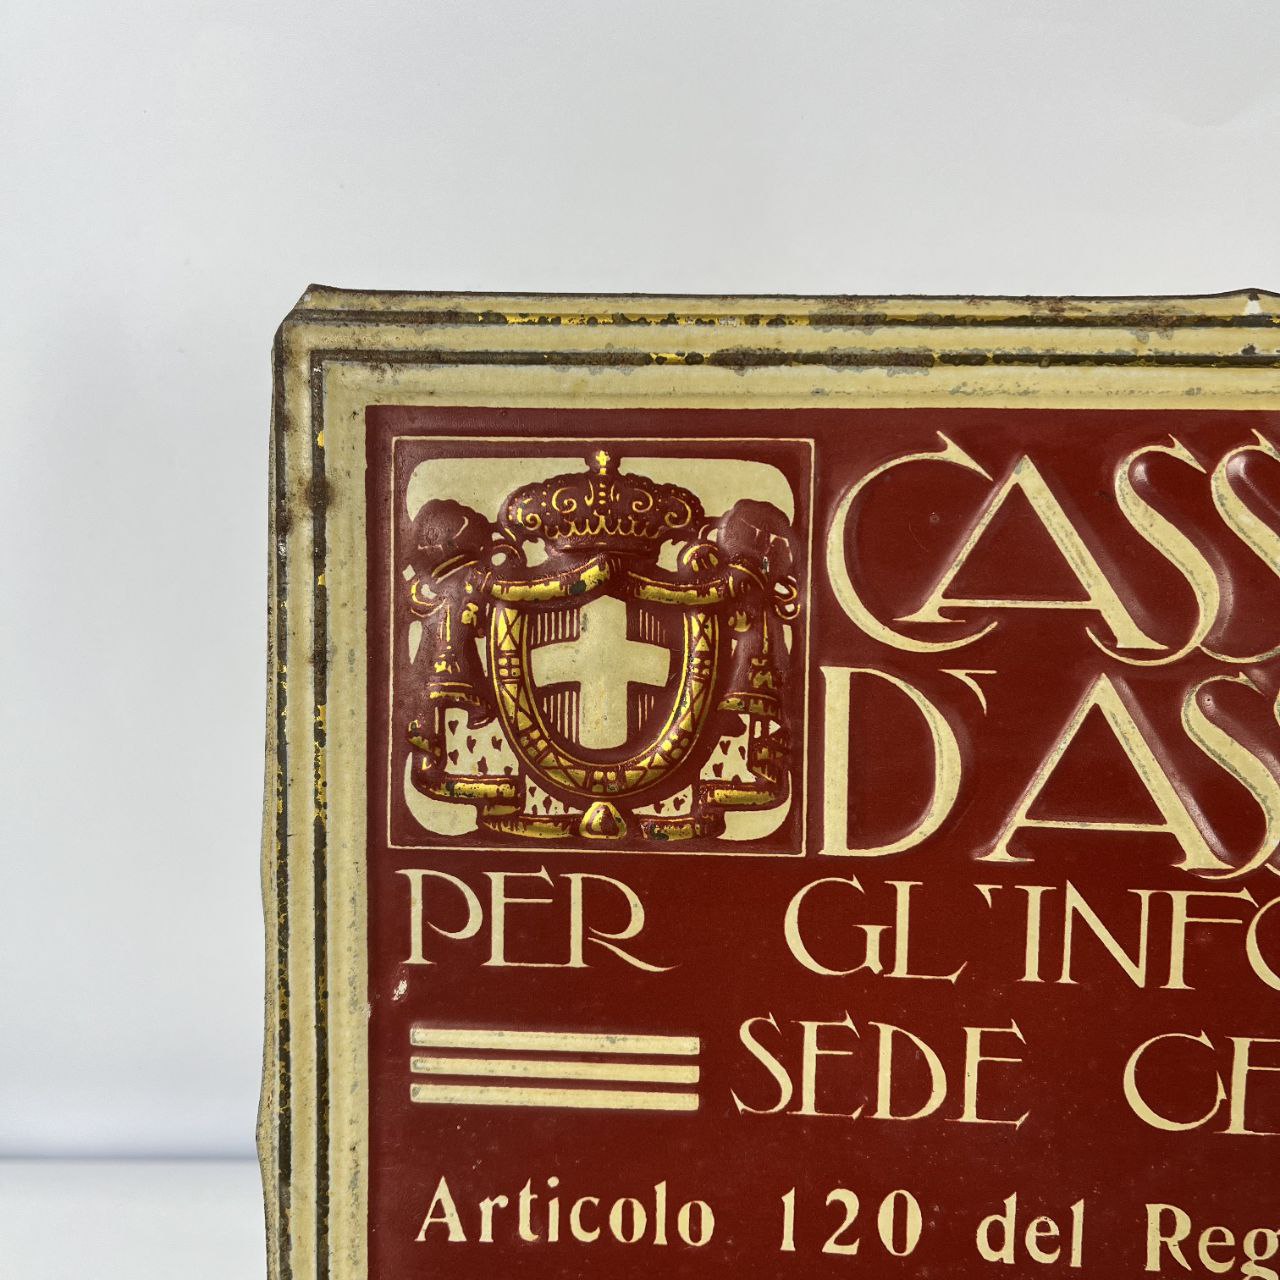 CASS
D'ASS
PER GL'INFO
SEDE CE
Articolo 120 del Reg